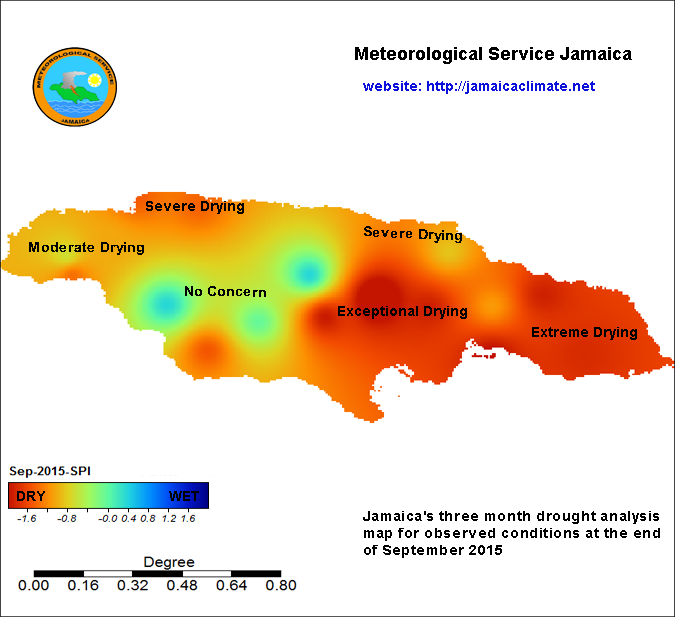 Meteorological Service Jamaica
website: http://jamaicaclimate.net
METEOROLOGICAL SERVICE
JAMAICA
Severe Drying
Severe Drying
Moderate Drying
No Concern
Exceptional Drying
Extreme Drying
Sep-2015-SPI
DRY WET
-1.6 -0.8 -0.0 0.4 0.8 1.2 1.6
Jamaica's three month drought analysis
map for observed conditions at the end
of September 2015
Degree
0.00 0.16 0.32 0.48 0.64 0.80